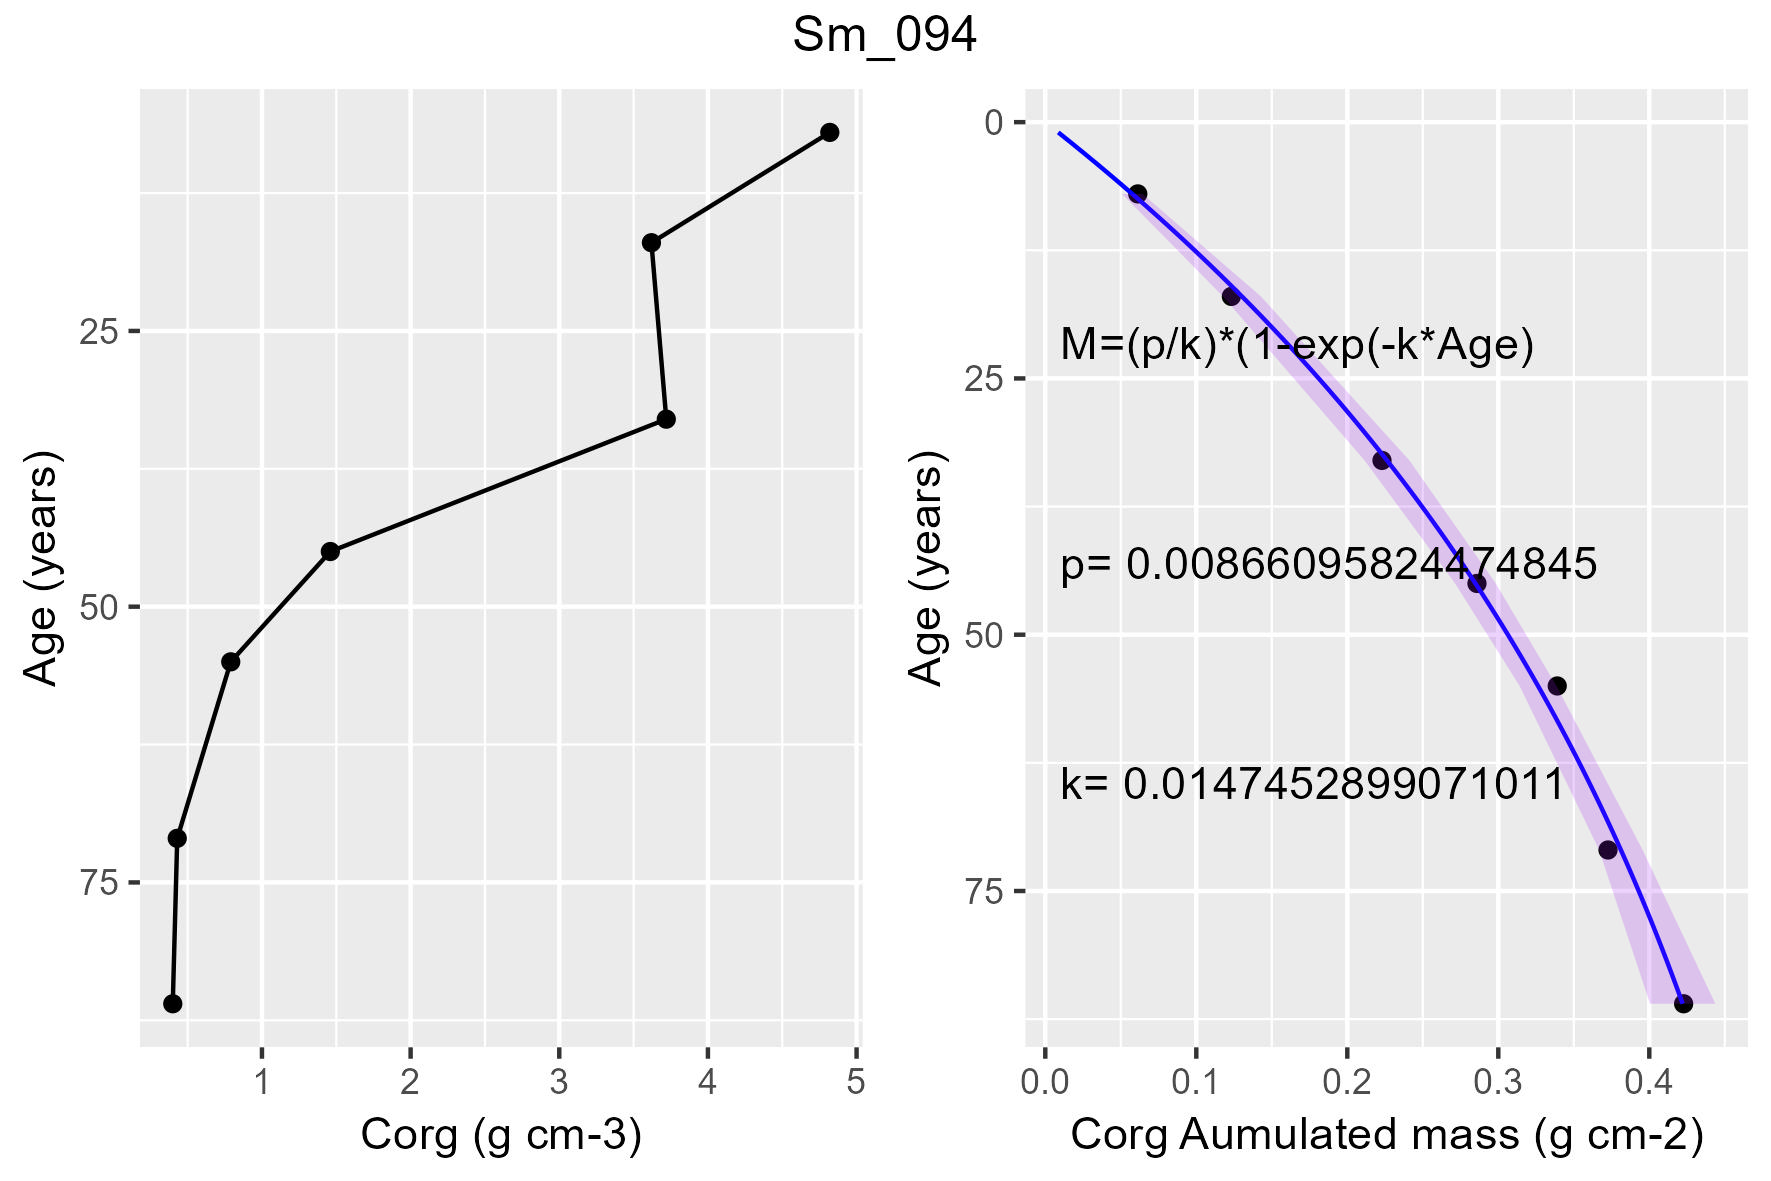 Sm_094
25
50
75
Age (years)
1
2
3
4
5
Corg (g cm-3)
0
25
50
75
Age (years)
M=(p/k)*(1-exp(-k*Age)
p= 0.00866095824474845
k= 0.0147452899071011
0.0
0.1
0.2
0.3
0.4
Corg Aumulated mass (g cm-2)